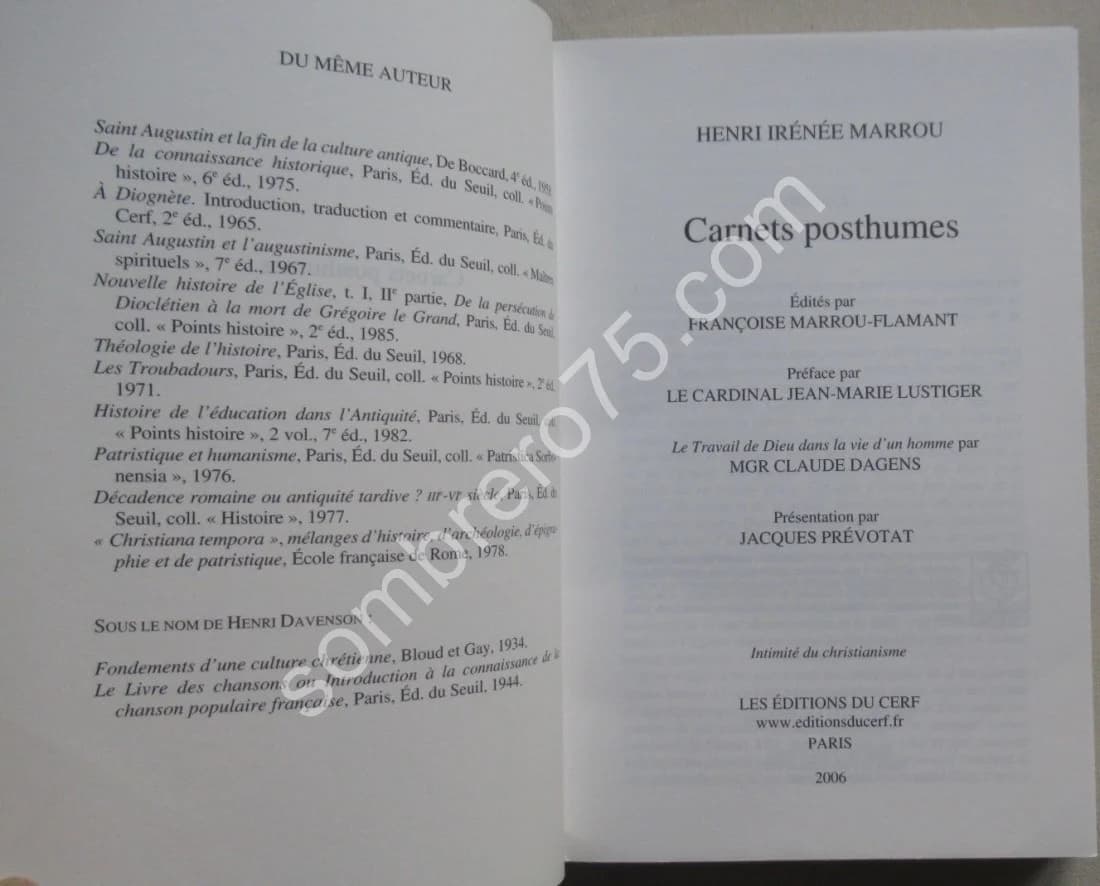 DU MÊME AUTEUR
Saint Augustin et la fin de la culture antique, De Boccard, 4e éd.,
De la connaissance historique, Paris, Éd. du Seuil, coll. « Points
histoire », 6e éd., 1975.
À Diognète. Introduction, traduction et commentaire, Paris, Éd. du
Cerf, 2e éd., 1965.
Saint Augustin et l'augustinisme, Paris, Éd. du Seuil, coll. « Maîtres
spirituels », 7e éd., 1967.
Nouvelle histoire de l'Église, t. I, IIe partie, De la persécution de
Dioclétien à la mort de Grégoire le Grand, Paris, Éd. du Seuil,
coll. « Points histoire », 2e éd., 1985.
Théologie de l'histoire, Paris, Éd. du Seuil, 1968.
Les Troubadours, Paris, Éd. du Seuil, coll. « Points histoire », 2e éd.
1971.
Histoire de l'éducation dans l'Antiquité, Paris, Éd. du Seuil, coll.
« Points histoire », 2 vol., 7e éd., 1982.
Patristique et humanisme, Paris, Éd. du Seuil, coll. « Patristica Sorbo
nensia », 1976.
Décadence romaine ou antiquité tardive ? IIIe-VIe siècle, Paris, Éd. du
Seuil, coll. « Histoire », 1977.
« Christiana tempora », mélanges d'histoire, d'archéologie, d'épigra-
phie et de patristique, École française de Rome, 1978.
SOUS LE NOM DE HENRI DAVENSON :
Fondements d'une culture chrétienne, Bloud et Gay, 1934.
Le Livre des chansons ou Introduction à la connaissance de la
chanson populaire française, Paris, Éd. du Seuil, 1944.
HENRI IRÉNÉE MARROU
Carnets posthumes
Édités par
FRANÇOISE MARROU-FLAMANT
Préface par
LE CARDINAL JEAN-MARIE LUSTIGER
Le Travail de Dieu dans la vie d'un homme par
MGR CLAUDE DAGENS
Présentation par
JACQUES PRÉVOTAT
Intimité du christianisme
LES ÉDITIONS DU CERF
www.editionsducerf.fr
PARIS
2006
sombrero75.com